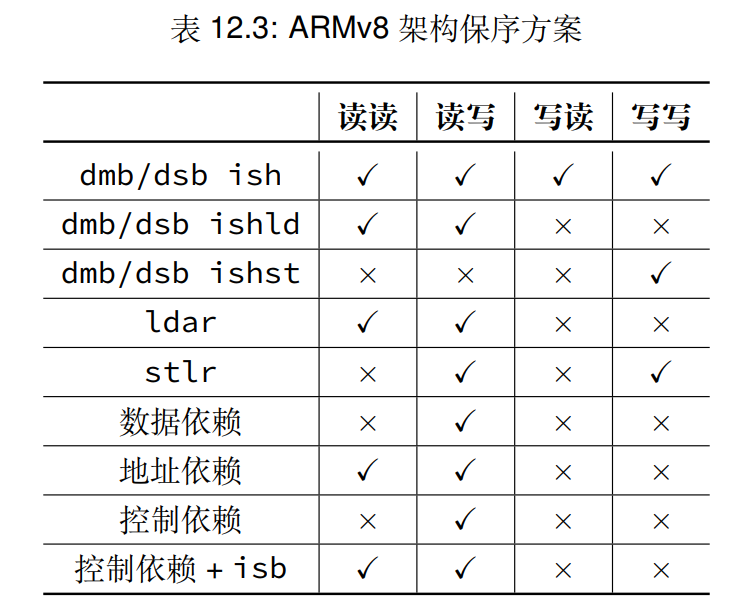 表 12.3: ARMv8 架构保序方案
读读 读写 写读 写写
dmb/dsb ish ✓ ✓ ✓ ✓
dmb/dsb ishld ✓ ✓ × ×
dmb/dsb ishst × × × ✓
ldar ✓ ✓ × ×
stlr × ✓ × ✓
数据依赖 × ✓ × ×
地址依赖 ✓ ✓ × ×
控制依赖 × ✓ × ×
控制依赖 + isb ✓ ✓ × ×